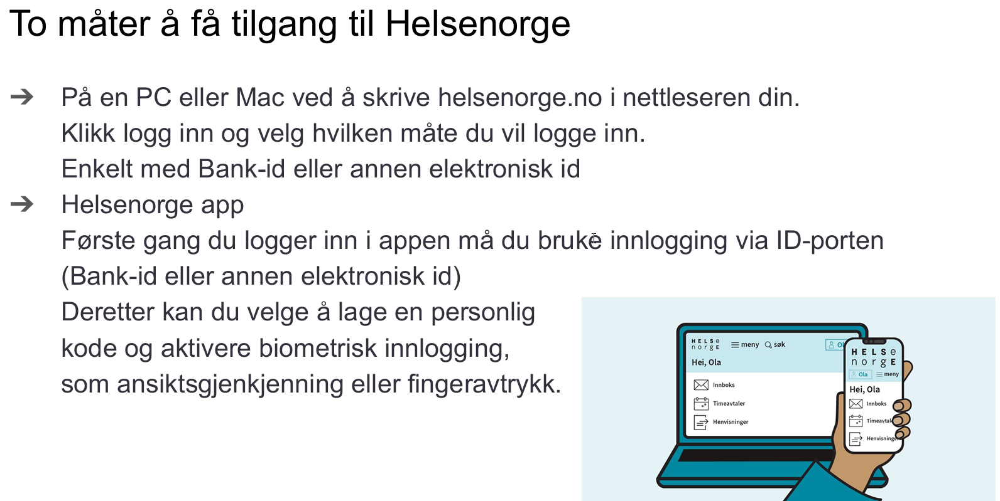 To måter å få tilgang til Helsenorge
➔ På en PC eller Mac ved å skrive helsenorge.no i nettleseren din.
Klikk logg inn og velg hvilken måte du vil logge inn.
Enkelt med Bank-id eller annen elektronisk id
➔ Helsenorge app
Første gang du logger inn i appen må du bruke innlogging via ID-porten
(Bank-id eller annen elektronisk id)
Deretter kan du velge å lage en personlig
kode og aktivere biometrisk innlogging,
som ansiktsgjenkjenning eller fingeravtrykk.
HELSe
norgE
meny søk
Hei, Ola
Innboks
Timeavtaler
Henvisninger
HELSe
norgE
Ola meny
Hei, Ola
Innboks
Timeavtal
Henvisninge